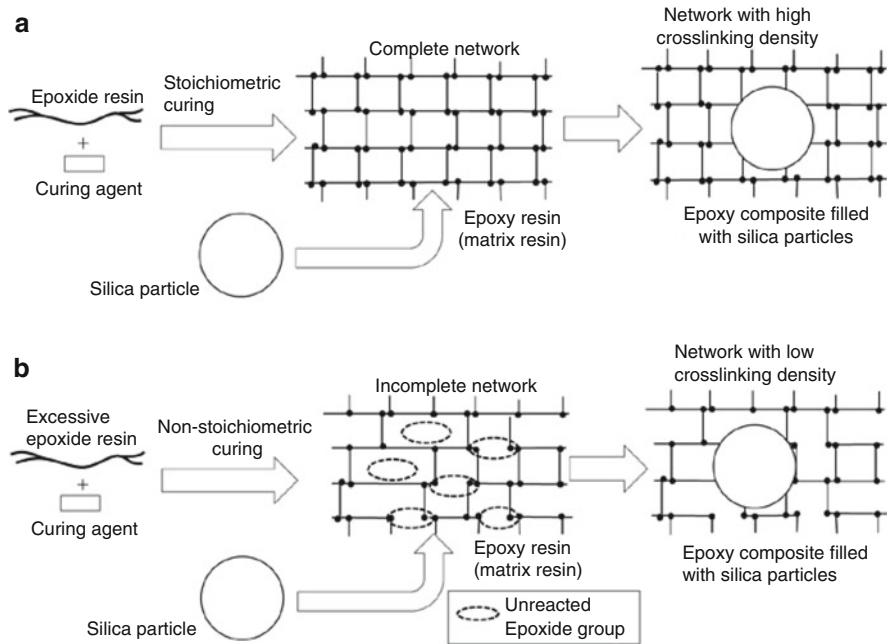 a
Epoxide resin
+
Curing agent
Stoichiometric
curing
Complete network
Silica particle
Epoxy resin
(matrix resin)
Network with high
crosslinking density
Epoxy composite filled
with silica particles
b
Excessive
epoxide resin
+
Curing agent
Non-stoichiometric
curing
Incomplete network
Silica particle
Epoxy resin
(matrix resin)
Unreacted
Epoxide group
Network with low
crosslinking density
Epoxy composite filled
with silica particles